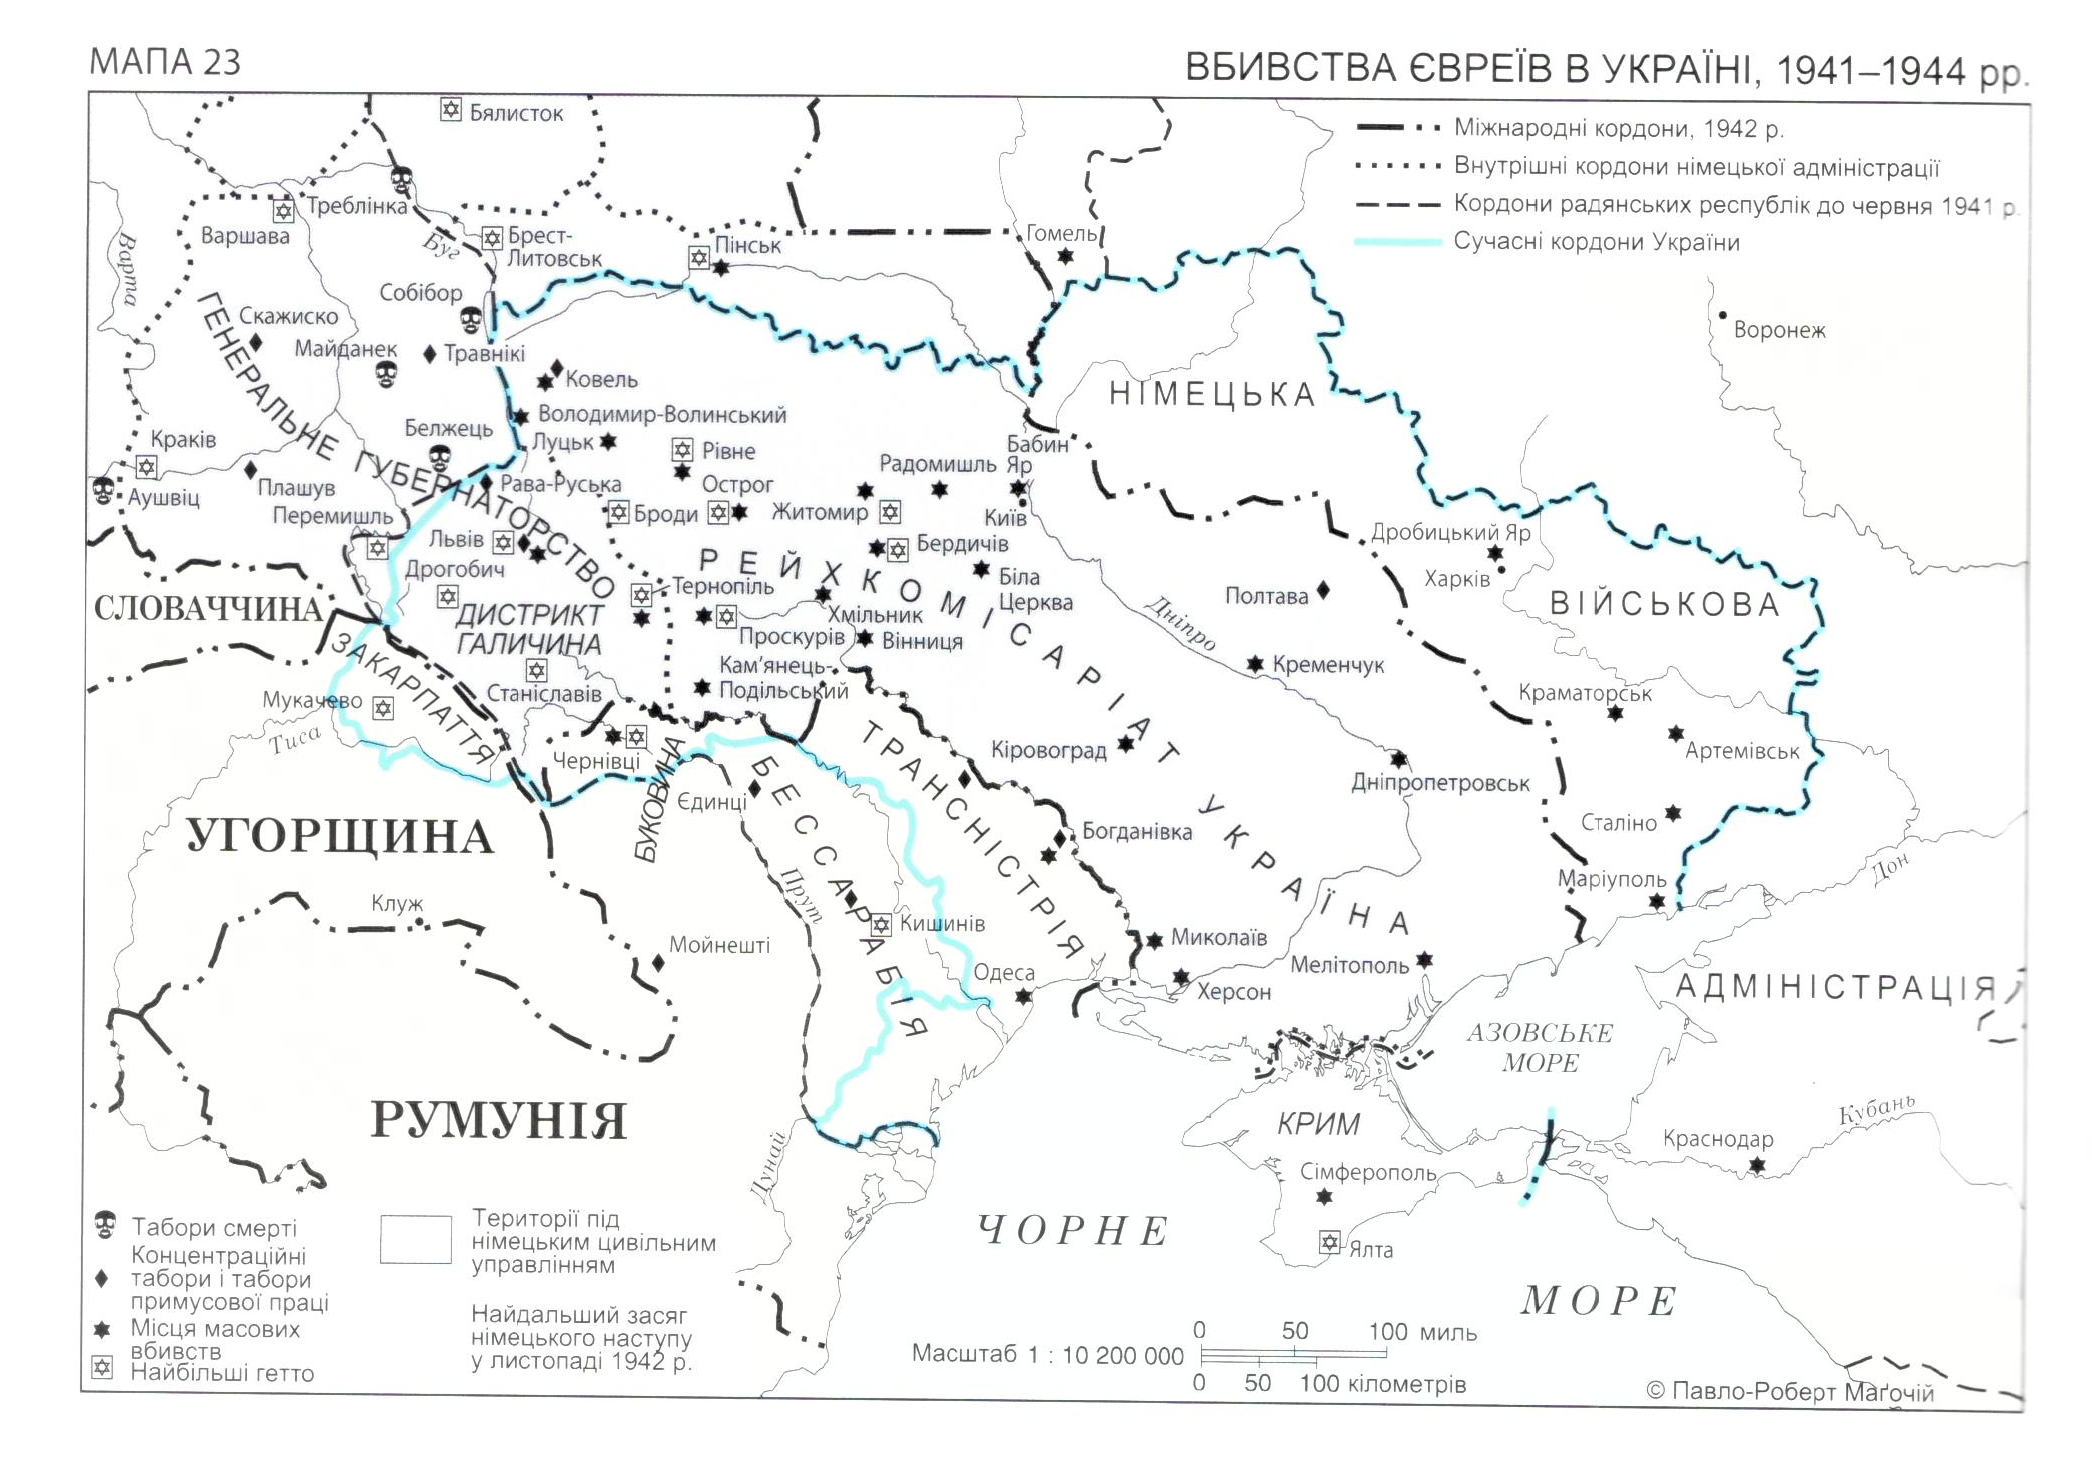 МАПА 23
ВБИВСТВА ЄВРЕЇВ В УКРАЇНІ, 1941–1944 рр.
Міжнародні кордони, 1942 р.
Внутрішні кордони німецької адміністрації
Кордони радянських республік до червня 1941 р.
Сучасні кордони України
Бялисток
Треблінка
Варшава
Варта
Буг
Брест-
Литовськ
Пінськ
Гомель
Воронеж
Собібор
Скажиско
Майданек
Травнікі
Ковель
НІМЕЦЬКА
ГЕНЕРАЛЬНЕ ГУБЕРНАТОРСТВО
Володимир-Волинський
Белжець
Луцьк
Рівне
Краків
Бабин
Яр
Радомишль
Аушвіц
Плашув
Рава-Руська
Острог
Перемишль
Броди
Житомир
Київ
Львів
Дробицький Яр
Бердичів
РЕЙХКОМІСАРІАТ УКРАЇНА
Дрогобич
Тернопіль
Біла
Церква
Харків
СЛОВАЧЧИНА
ДИСТРИКТ
ГАЛИЧИНА
Хмільник
Полтава
ВІЙСЬКОВА
Проскурів
Вінниця
Дніпро
ЗАКАРПАТТЯ
Кам’янець-
Подільський
Кременчук
Станіславів
Краматорськ
Мукачево
Тиса
Чернівці
Кіровоград
Артемівськ
БУКОВИНА
БЕССАРАБІЯ
ТРАНСНІСТРІЯ
Дніпропетровськ
Єдинці
УГОРЩИНА
Богданівка
Сталіно
Прут
Маріуполь
Дон
Клуж
Кишинів
Мойнешті
Миколаїв
Мелітополь
Одеса
Херсон
АДМІНІСТРАЦІЯ
АЗОВСЬКЕ
МОРЕ
РУМУНІЯ
КРИМ
Кубань
Краснодар
Дунай
Сімферополь
Ялта
ЧОРНЕ
МОРЕ
Табори смерті
Концентраційні
табори і табори
примусової праці
Місця масових
вбивств
Найбільші гетто
Території під
німецьким цивільним
управлінням
Найдальший засяг
німецького наступу
у листопаді 1942 р.
Масштаб 1 : 10 200 000
0 50 100 миль
0 50 100 кілометрів
© Павло-Роберт Маґочій